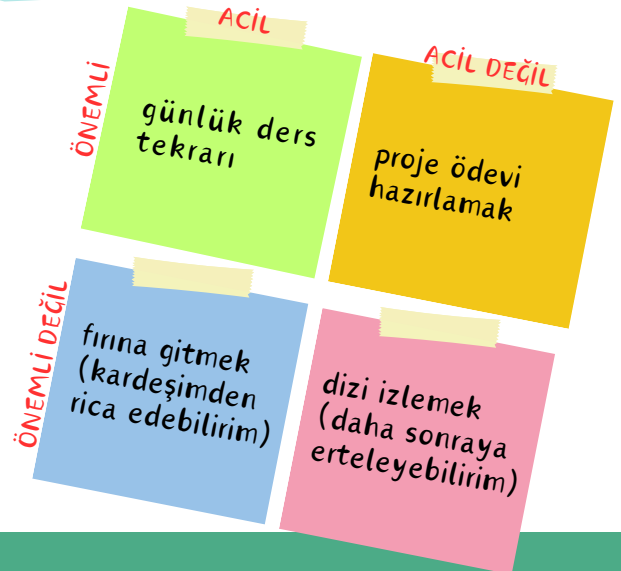 ACİL
ACİL DEĞİL
ÖNEMLİ
günlük ders
tekrarı
proje ödevi
hazırlamak
ÖNEMLİ DEĞİL
fırına gitmek
(kardeşimden
rica edebilirim)
dizi izlemek
(daha sonraya
erteleyebilirim)